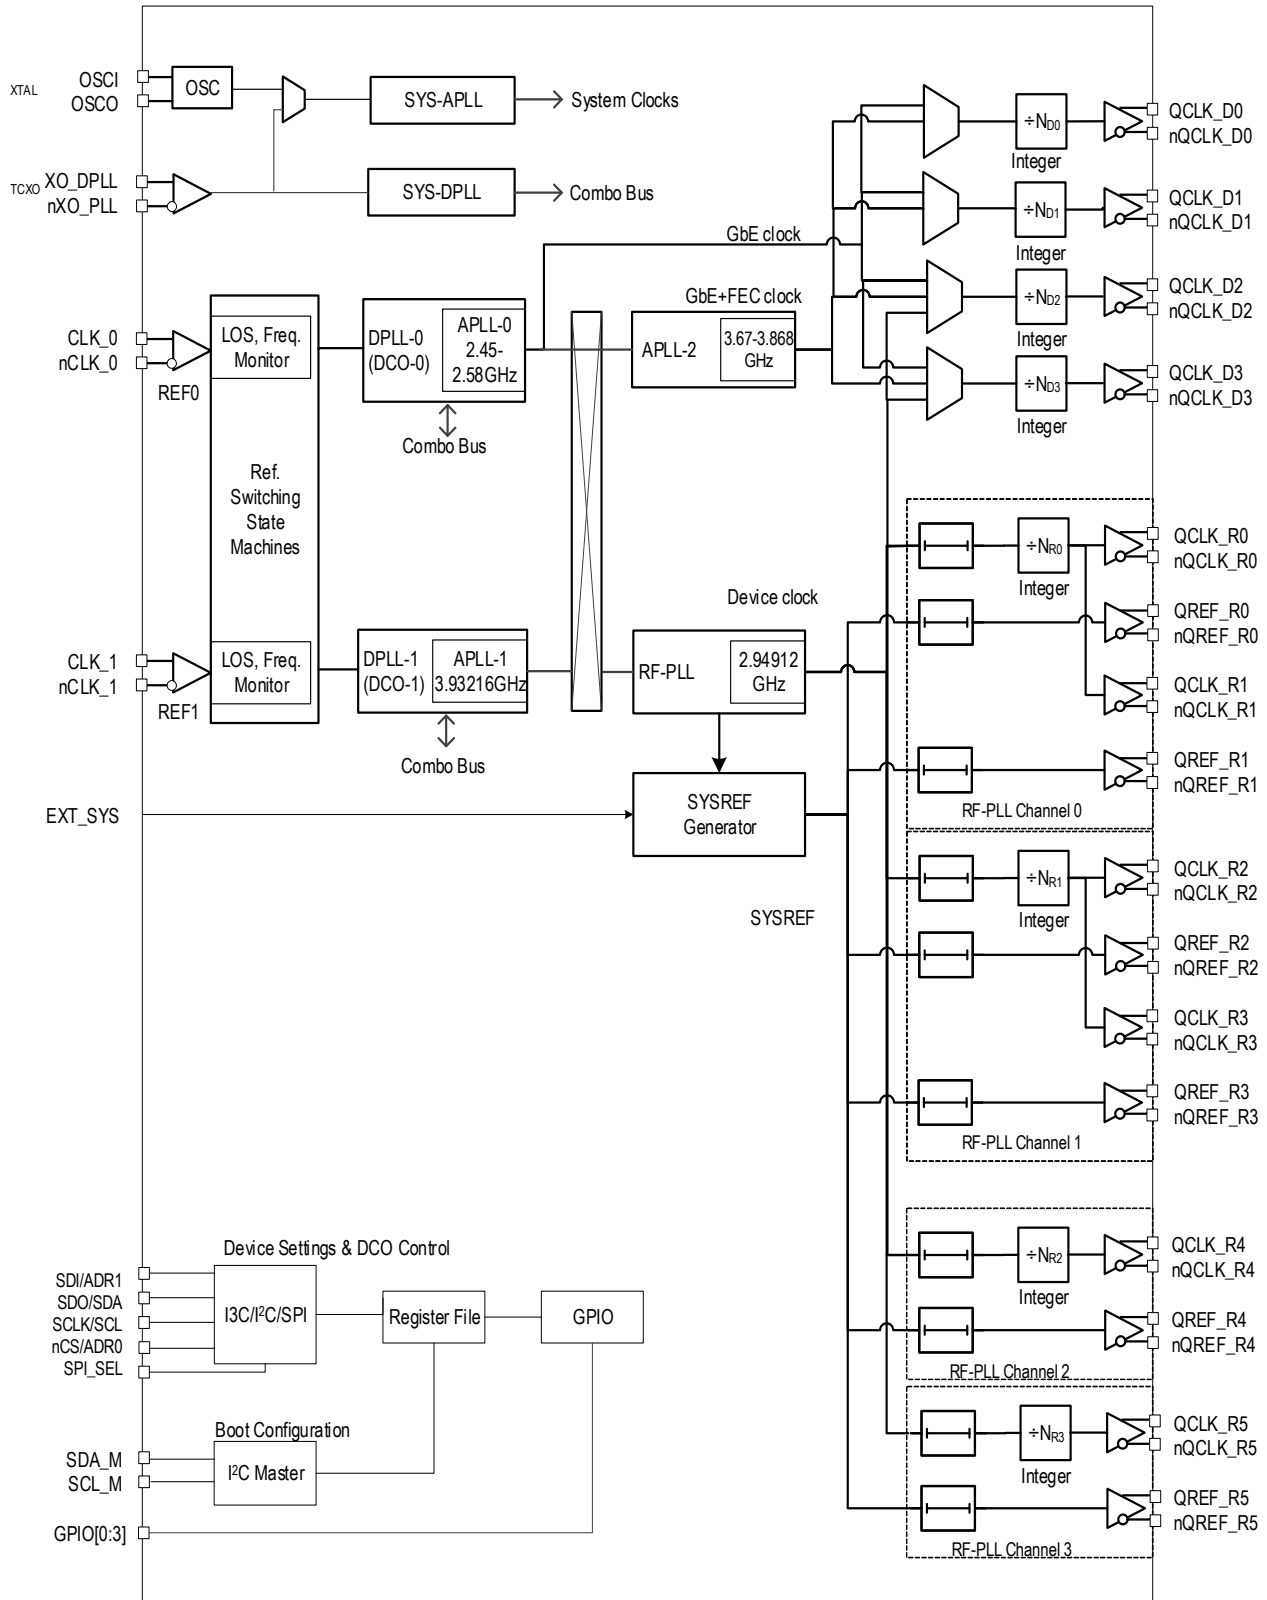 XTAL
OSCI
OSCO
OSC
SYS-APLL
System Clocks
TCXO
XO_DPLL
nXO_PLL
SYS-DPLL
Combo Bus
GbE clock
GbE+FEC clock
CLK_0
nCLK_0
REF0
LOS, Freq.
Monitor
DPLL-0
(DCO-0)
APLL-0
2.45-
2.58GHz
Combo Bus
APLL-2
3.67-3.868
GHz
Ref.
Switching
State
Machines
CLK_1
nCLK_1
REF1
LOS, Freq.
Monitor
DPLL-1
(DCO-1)
APLL-1
3.93216GHz
Combo Bus
Device clock
RF-PLL
2.94912
GHz
EXT_SYS
SYSREF
Generator
SYSREF
÷ND0
Integer
QCLK_D0
nQCLK_D0
÷ND1
Integer
QCLK_D1
nQCLK_D1
÷ND2
Integer
QCLK_D2
nQCLK_D2
÷ND3
Integer
QCLK_D3
nQCLK_D3
÷NR0
Integer
QCLK_R0
nQCLK_R0
QREF_R0
nQREF_R0
QCLK_R1
nQCLK_R1
QREF_R1
nQREF_R1
RF-PLL Channel 0
÷NR1
Integer
QCLK_R2
nQCLK_R2
QREF_R2
nQREF_R2
QCLK_R3
nQCLK_R3
QREF_R3
nQREF_R3
RF-PLL Channel 1
÷NR2
Integer
QCLK_R4
nQCLK_R4
QREF_R4
nQREF_R4
RF-PLL Channel 2
÷NR3
Integer
QCLK_R5
nQCLK_R5
QREF_R5
nQREF_R5
RF-PLL Channel 3
Device Settings & DCO Control
SDI/ADR1
SDO/SDA
SCLK/SCL
nCS/ADR0
SPI_SEL
I3C/I²C/SPI
Register File
GPIO
Boot Configuration
SDA_M
SCL_M
I²C Master
GPIO[0:3]